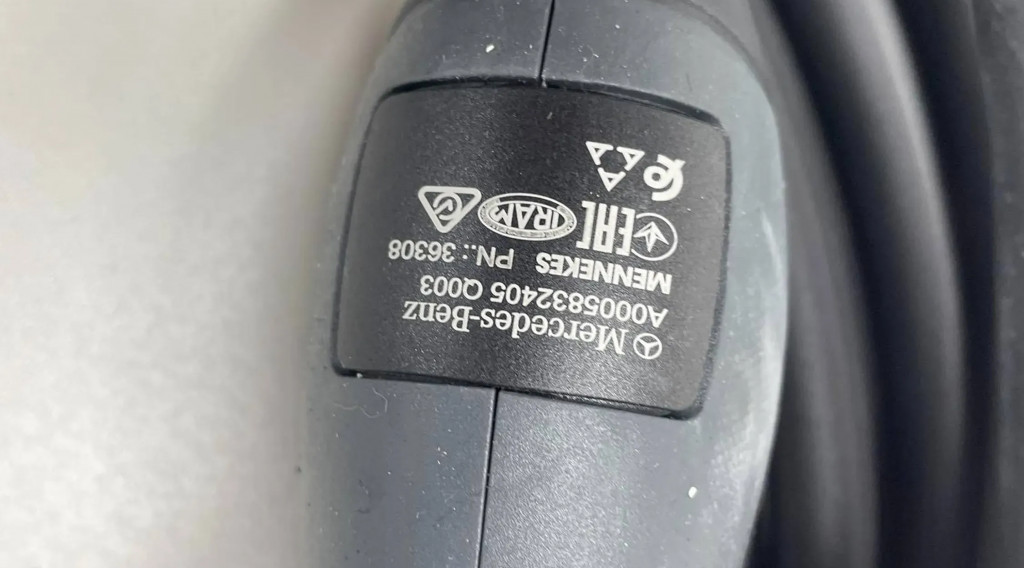 Mercedes-Benz
A0005832405 Q003
MENNEKES PN.: 36308
EAC IRAM